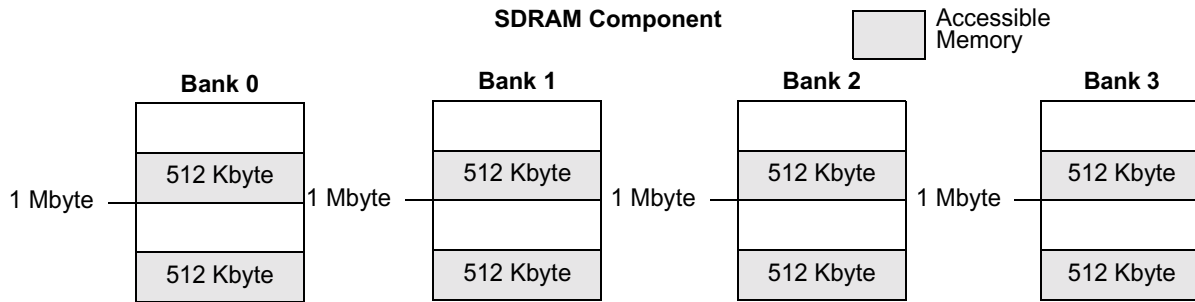 SDRAM Component
Accessible
Memory
Bank 0
Bank 1
Bank 2
Bank 3
512 Kbyte
512 Kbyte
512 Kbyte
512 Kbyte
1 Mbyte
1 Mbyte
1 Mbyte
1 Mbyte
512 Kbyte
512 Kbyte
512 Kbyte
512 Kbyte